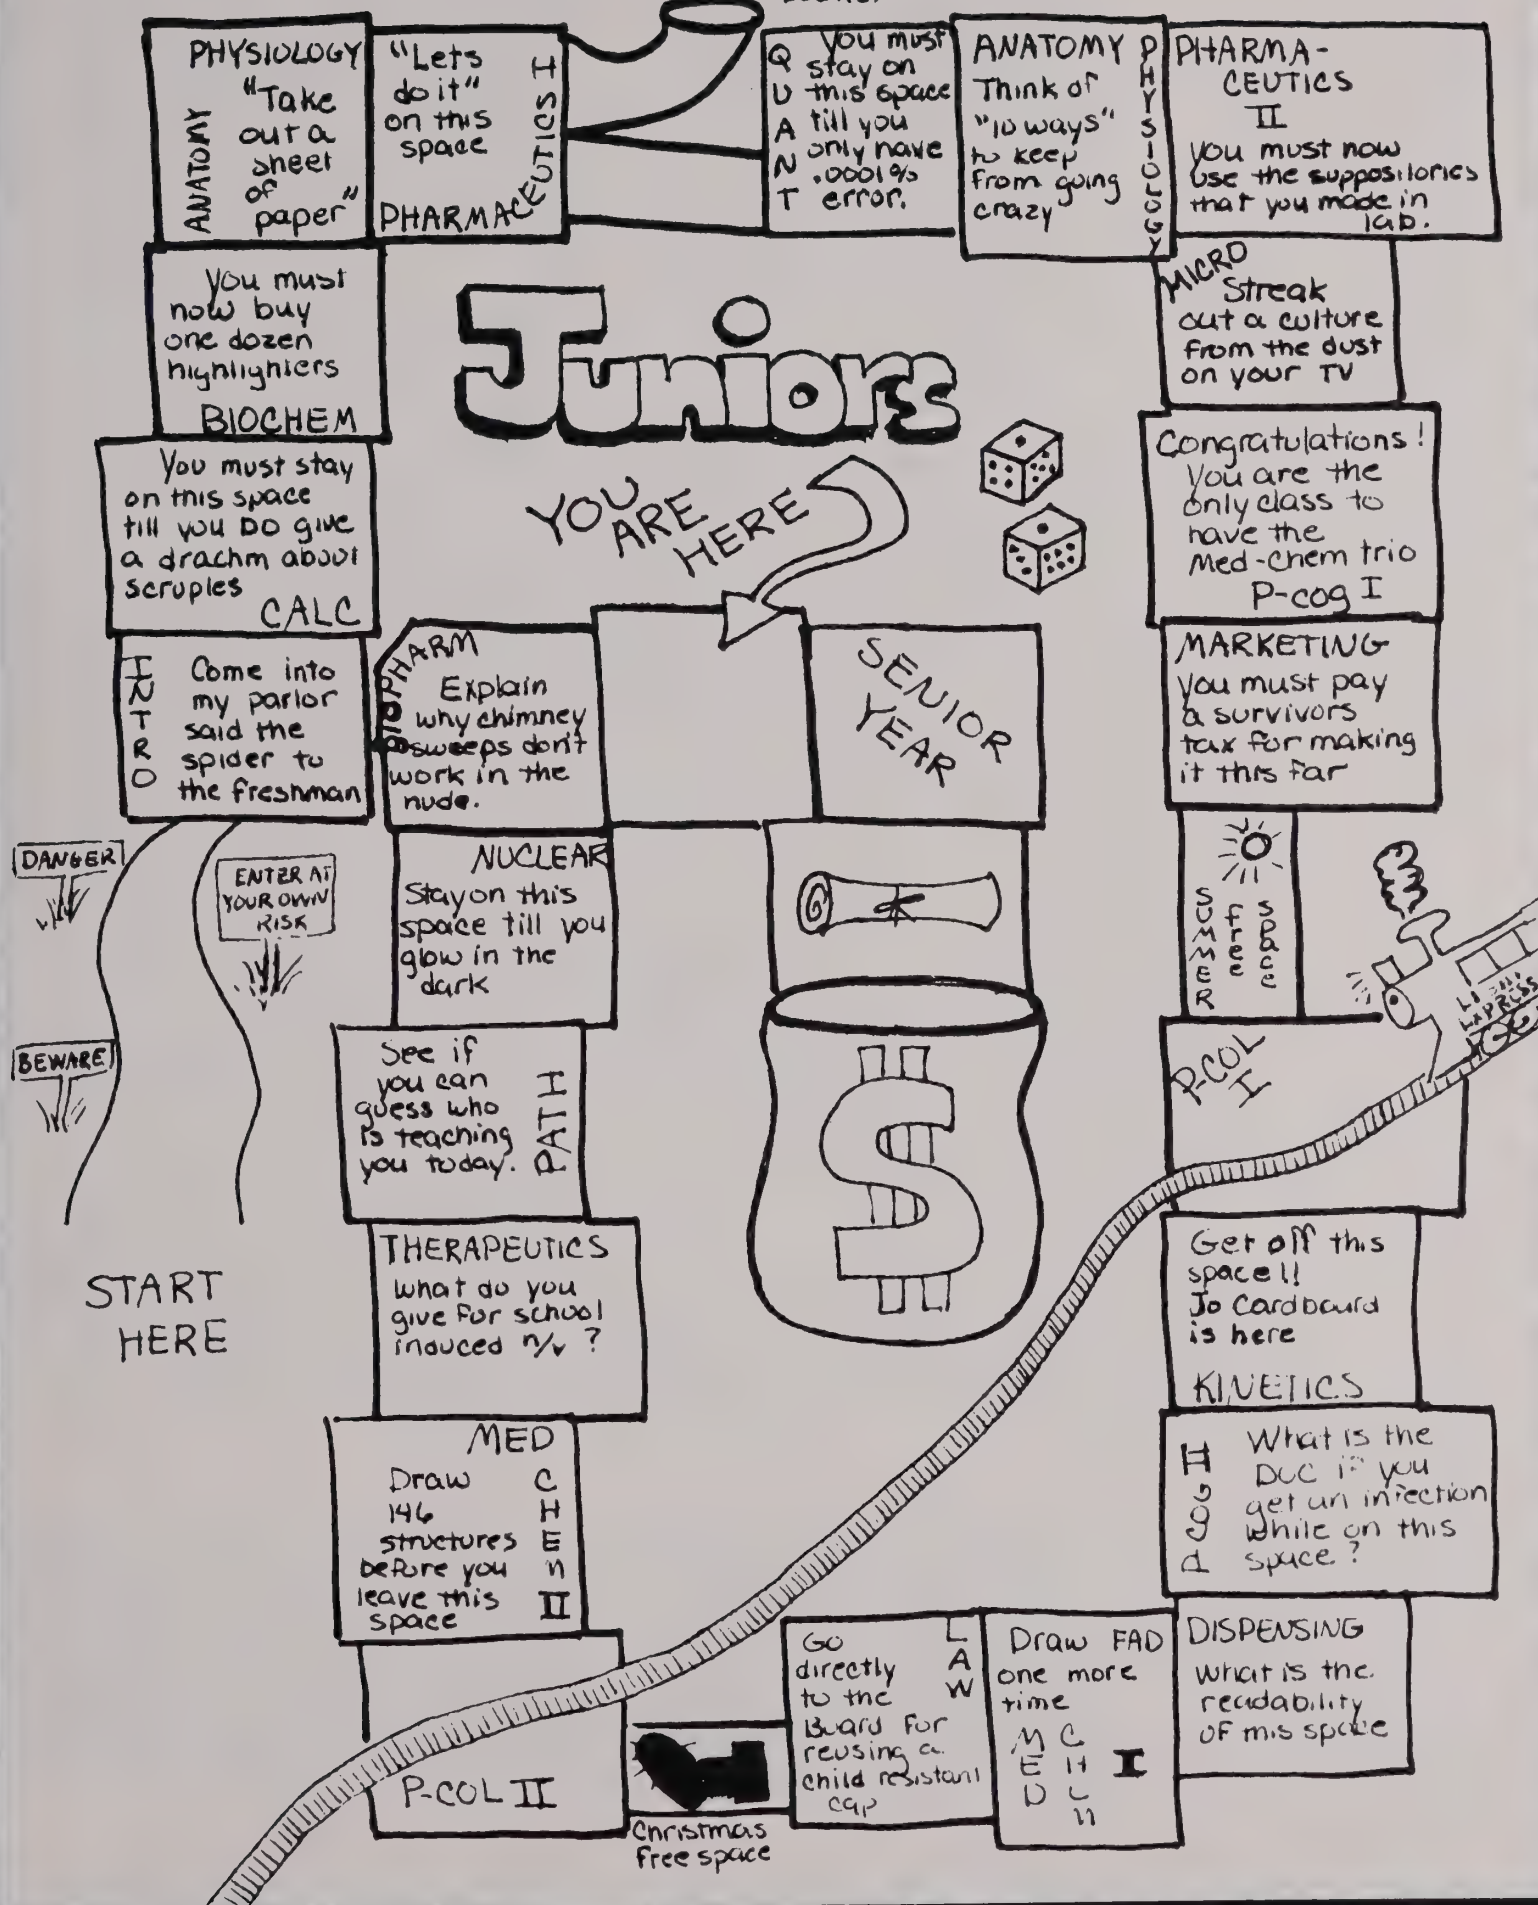 PHYSIOLOGY
ANATOMY
"Take
out a
sheet
of
paper"
"Lets
do it"
on this
space
PHARMACEUTICS I
QUANT
You must
stay on
this space
till you
only have
.0001%
error.
ANATOMY
PHYSIOLOGY
Think of
"10 ways"
to keep
from going
crazy
PHARMA-
CEUTICS
II
You must now
use the suppositories
that you made in
lab.
You must
now buy
one dozen
highlighters
BIOCHEM
Juniors
MICRO
Streak
out a culture
from the dust
on your TV
You must stay
on this space
till you DO give
a drachm about
scruples
CALC
YOU
ARE
HERE
Congratulations!
You are the
only class to
have the
Med-chem trio
P-cog I
INTRO
Come into
my parlor
said the
spider to
the freshman
BIOPHARM
Explain
why chimney
sweeps don't
work in the
nude.
SENIOR
YEAR
MARKETING
You must pay
a survivors
tax for making
it this far
DANGER
ENTER AT
YOUR OWN
RISK
BEWARE
START
HERE
NUCLEAR
Stay on this
space till you
glow in the
dark
SUMMER
free
space
See if
you can
guess who
is teaching
you today.
PATH
$
P-COL
I
EXPRESS
THERAPEUTICS
What do you
give for school
induced n/v ?
Get off this
space!!
Jo Cardboard
is here
KINETICS
MED
CHEM
II
Draw
146
structures
before you
leave this
space
P-cog II
What is the
DOC if you
get an infection
while on this
space?
P-COL II
Christmas
free space
LAW
Go
directly
to the
Board for
reusing a
child resistant
cap
Draw FAD
one more
time
MED
CHEM
I
DISPENSING
What is the
readability
of this space